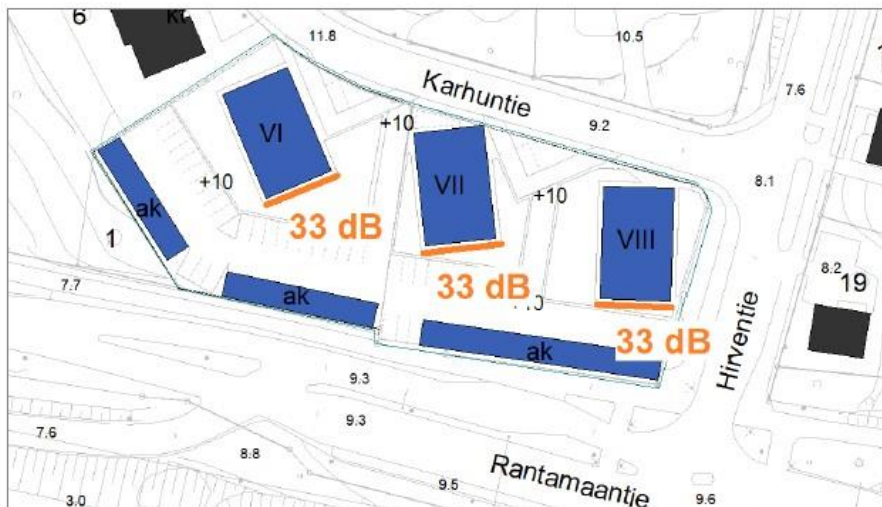 6
kt
11.8
10.5
Karhuntie
7.6
+10
9.2
VI
VII
8.1
+10
+10
ak
VIII
33 dB
1
8.2
19
33 dB
7.7
ak
33 dB
ak
Hirventie
9.3
9.3
7.6
8.8
Rantamaantie
9.5
9.6
3.0